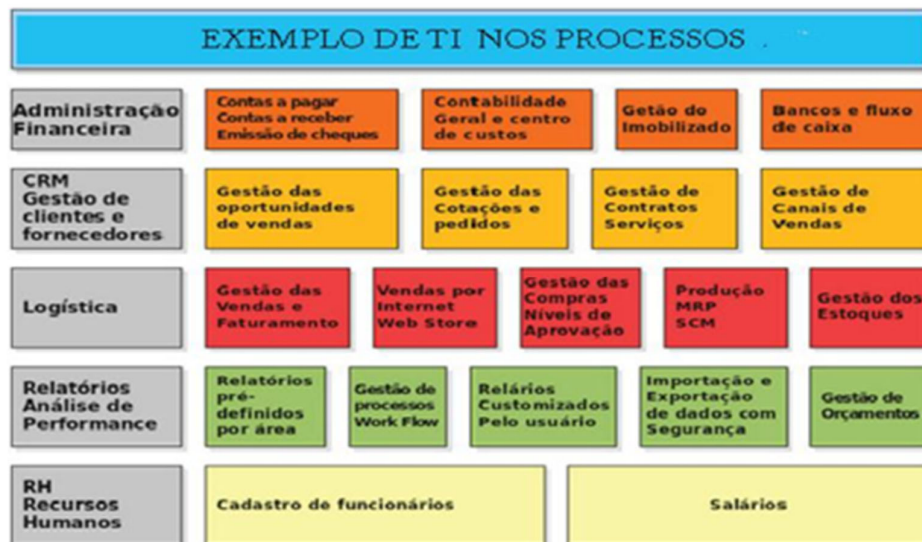 EXEMPLO DE TI NOS PROCESSOS .
Administração
Financeira
Contas a pagar
Contas a receber
Emissão de cheques
Contabilidade
Geral e centro
de custos
Getão do
Imobilizado
Bancos e fluxo
de caixa
CRM
Gestão de
clientes e
fornecedores
Gestão das
oportunidades
de vendas
Gestão das
Cotações e
pedidos
Gestão de
Contratos
Serviços
Gestão de
Canais de
Vendas
Logística
Gestão das
Vendas e
Faturamento
Vendas por
Internet
Web Store
Gestão das
Compras
Níveis de
Aprovação
Produção
MRP
SCM
Gestão dos
Estoques
Relatórios
Análise de
Performance
Relatórios
pré-
definidos
por área
Gestão de
processos
Work Flow
Relários
Customizados
Pelo usuário
Importação e
Exportação
de dados com
Segurança
Gestão de
Orçamentos
RH
Recursos
Humanos
Cadastro de funcionários
Salários